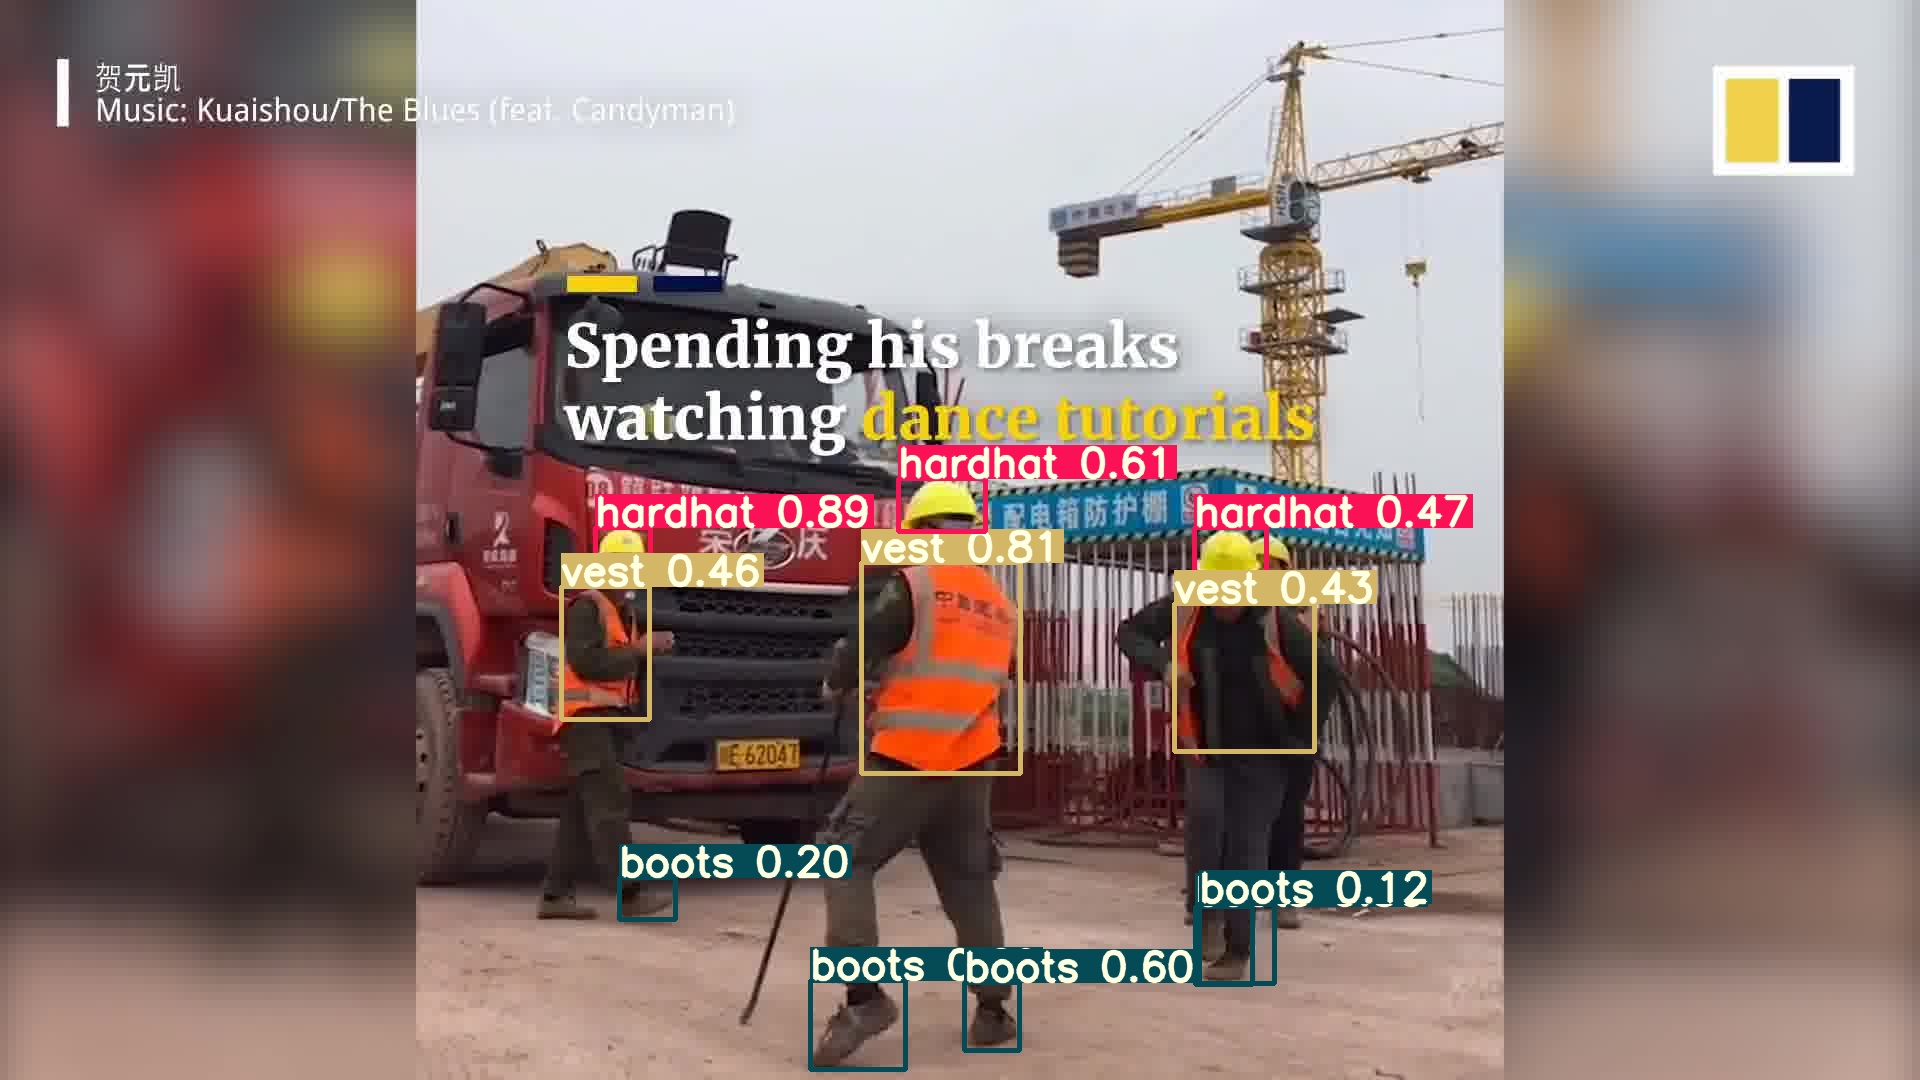 贺元凯
Music: Kuaishou/The Blues (feat. Candyman)
HSN
Spending his breaks
watching dance tutorials
hardhat 0.61
hardhat 0.89
hardhat 0.47
配电箱防护棚
vest 0.81
vest 0.46
vest 0.43
E·62047
boots 0.20
boots 0.12
boots
boots 0.60